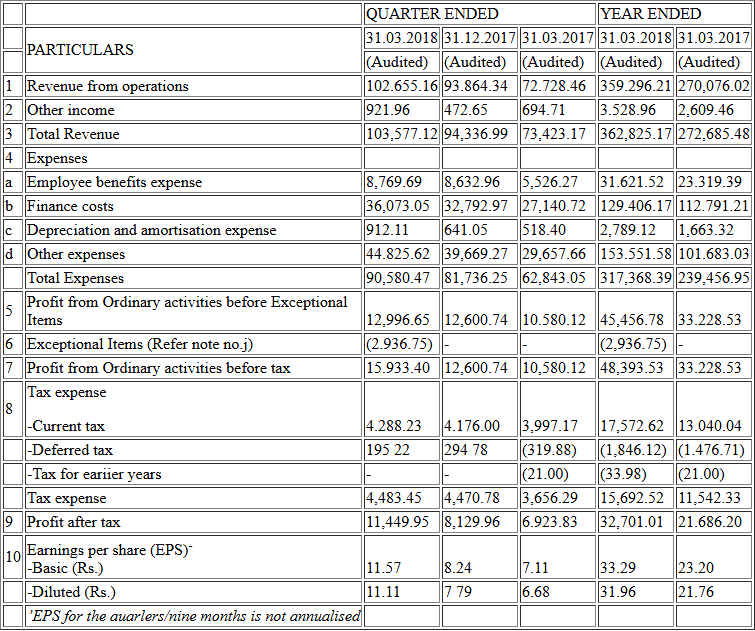 QUARTER ENDED YEAR ENDED
PARTICULARS 31.03.2018 31.12.2017 31.03.2017 31.03.2018 31.03.2017
(Audited) (Audited) (Audited) (Audited) (Audited)
1 Revenue from operations 102.655.16 93.864.34 72.728.46 359.296.21 270,076.02
2 Other income 921.96 472.65 694.71 3.528.96 2,609.46
3 Total Revenue 103,577.12 94,336.99 73,423.17 362,825.17 272,685.48
4 Expenses
a Employee benefits expense 8,769.69 8,632.96 5,526.27 31.621.52 23.319.39
b Finance costs 36,073.05 32,792.97 27,140.72 129.406.17 112.791.21
c Depreciation and amortisation expense 912.11 641.05 518.40 2,789.12 1,663.32
d Other expenses 44.825.62 39,669.27 29,657.66 153.551.58 101.683.03
Total Expenses 90,580.47 81,736.25 62,843.05 317,368.39 239,456.95
5 Profit from Ordinary activities before Exceptional
Items 12,996.65 12,600.74 10.580.12 45,456.78 33.228.53
6 Exceptional Items (Refer note no.j) (2.936.75) - - (2,936.75) -
7 Profit from Ordinary activities before tax 15.933.40 12,600.74 10,580.12 48,393.53 33.228.53
8 Tax expense
-Current tax 4.288.23 4.176.00 3,997.17 17,572.62 13.040.04
-Deferred tax 195 22 294 78 (319.88) (1,846.12) (1.476.71)
-Tax for eariier years - - (21.00) (33.98) (21.00)
Tax expense 4,483.45 4,470.78 3,656.29 15,692.52 11,542.33
9 Profit after tax 11,449.95 8,129.96 6.923.83 32,701.01 21.686.20
10 Earnings per share (EPS)-
-Basic (Rs.) 11.57 8.24 7.11 33.29 23.20
-Diluted (Rs.) 11.11 7 79 6.68 31.96 21.76
’EPS for the auarlers/nine months is not annualised